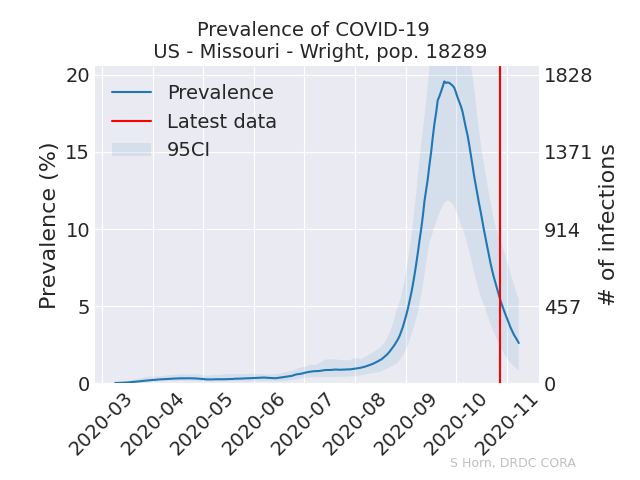 Prevalence of COVID-19
US - Missouri - Wright, pop. 18289
Prevalence
Latest data
95CI
Prevalence (%)
20
15
10
5
0
1828
1371
914
457
0
# of infections
2020-03
2020-04
2020-05
2020-06
2020-07
2020-08
2020-09
2020-10
2020-11
S Horn, DRDC CORA